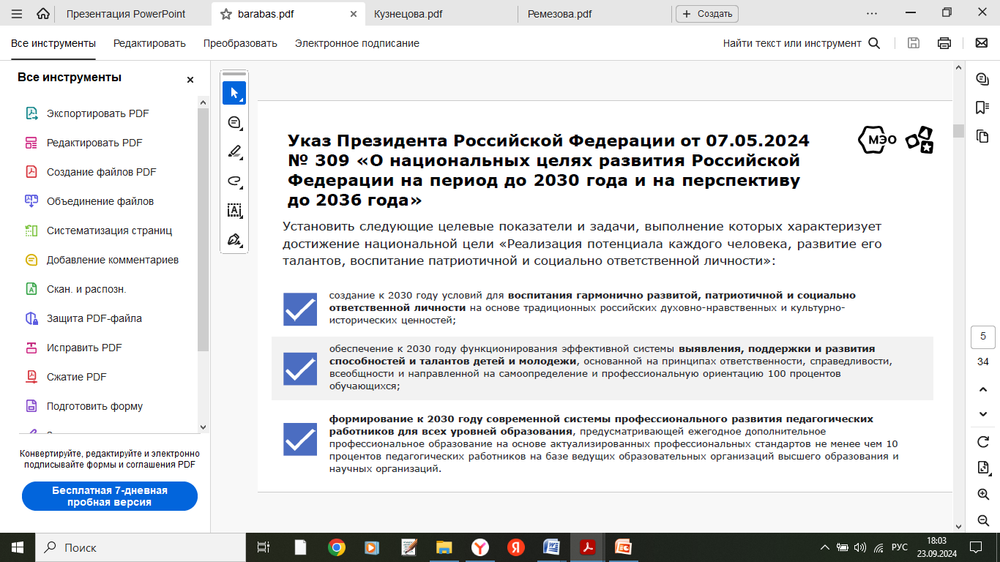 Презентация PowerPoint
barabas.pdf
Кузнецова.pdf
Ремезова.pdf
Создать
Все инструменты
Редактировать
Преобразовать
Электронное подписание
Найти текст или инструмент
Все инструменты
Экспортировать PDF
Редактировать PDF
Создание файлов PDF
Объединение файлов
Систематизация страниц
Добавление комментариев
Скан. и распозн.
Защита PDF-файла
Исправить PDF
Сжатие PDF
Подготовить форму
Конвертируйте, редактируйте и электронно
подписывайте формы и соглашения PDF
Бесплатная 7-дневная
пробная версия
МЭО
Указ Президента Российской Федерации от 07.05.2024
№ 309 «О национальных целях развития Российской
Федерации на период до 2030 года и на перспективу
до 2036 года»
Установить следующие целевые показатели и задачи, выполнение которых характеризует
достижение национальной цели «Реализация потенциала каждого человека, развитие его
талантов, воспитание патриотичной и социально ответственной личности»:
создание к 2030 году условий для воспитания гармонично развитой, патриотичной и социально
ответственной личности на основе традиционных российских духовно-нравственных и культурно-
исторических ценностей;
обеспечение к 2030 году функционирования эффективной системы выявления, поддержки и развития
способностей и талантов детей и молодежи, основанной на принципах ответственности, справедливости,
всеобщности и направленной на самоопределение и профессиональную ориентацию 100 процентов
обучающихся;
формирование к 2030 году современной системы профессионального развития педагогических
работников для всех уровней образования, предусматривающей ежегодное дополнительное
профессиональное образование на основе актуализированных профессиональных стандартов не менее чем 10
процентов педагогических работников на базе ведущих образовательных организаций высшего образования и
научных организаций.
5
34
Поиск
РУС
18:03
23.09.2024